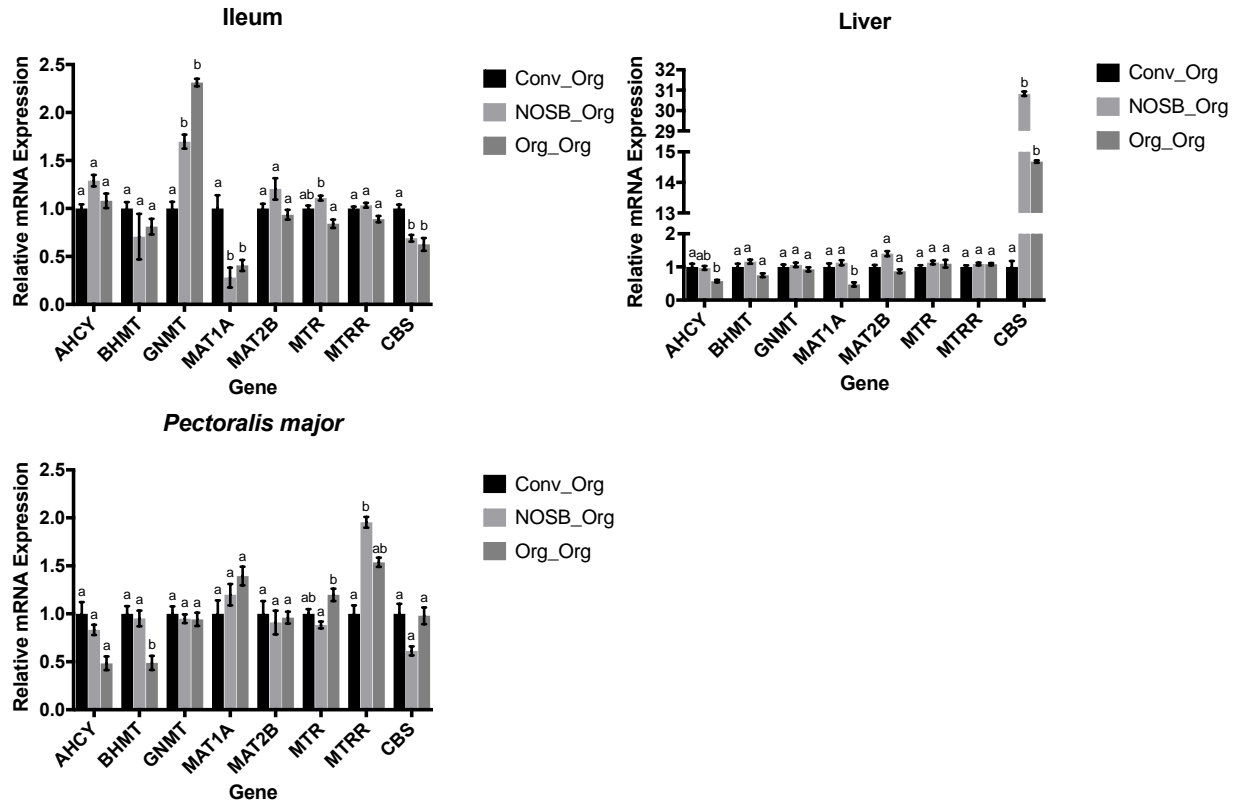 Ileum
Relative mRNA Expression
2.5
2.0
1.5
1.0
0.5
0.0
a a a
a a a
a b b
a b b
a a a
ab b a
a a a
a b b
AHCY BHMT GNMT MAT1A MAT2B MTR MTRR CBS
Gene
Conv_Org
NOSB_Org
Org_Org
Liver
Relative mRNA Expression
32
31
30
29
15
14
13
2
1
0
a ab b
a a a
a a a
a a b
a a a
a a a
a a a
a b b
AHCY BHMT GNMT MAT1A MAT2B MTR MTRR CBS
Gene
Conv_Org
NOSB_Org
Org_Org
Pectoralis major
Relative mRNA Expression
2.5
2.0
1.5
1.0
0.5
0.0
a a a
a a b
a a a
a a a
a a a
ab a b
a b ab
a a a
AHCY BHMT GNMT MAT1A MAT2B MTR MTRR CBS
Gene
Conv_Org
NOSB_Org
Org_Org